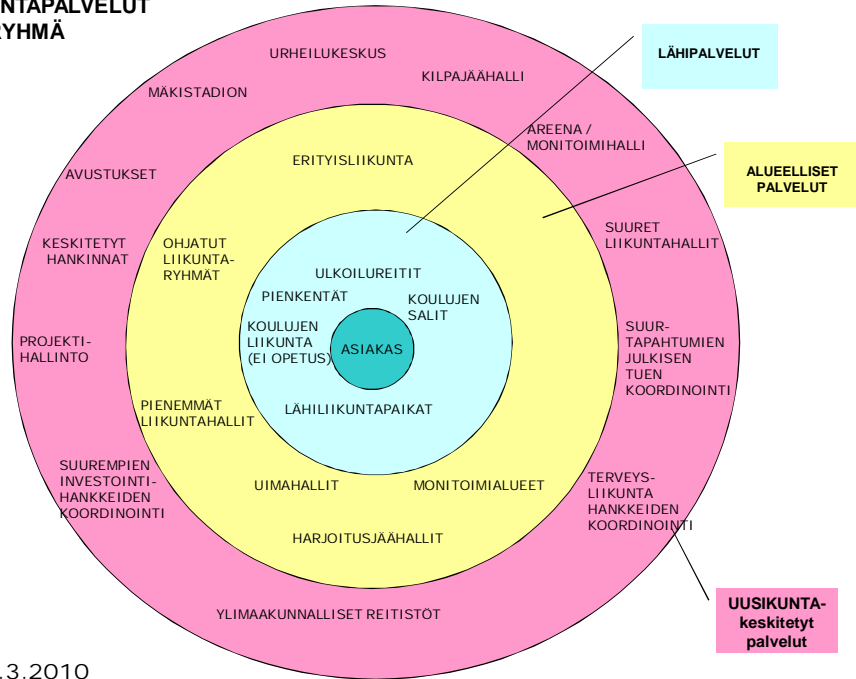 NTAPALVELUT
RYHMÄ
LÄHIPALVELUT
ALUEELLISET
PALVELUT
UUSIKUNTA-
keskitetyt
palvelut
URHEILUKESKUS
KILPAJÄÄHALLI
MÄKISTADION
AREENA /
MONITOIMIHALLI
AVUSTUKSET
SUURET
LIIKUNTAHALLIT
KESKITETYT
HANKINNAT
PROJEKTI-
HALLINTO
SUUR-
TAPAHTUMIEN
JULKISEN
TUEN
KOORDINOINTI
SUUREMPIEN
INVESTOINTI-
HANKKEIDEN
KOORDINOINTI
TERVEYS-
LIIKUNTA
HANKKEIDEN
KOORDINOINTI
YLIMAAKUNNALLISET REITISTÖT
ERITYISLIIKUNTA
OHJATUT
LIIKUNTA-
RYHMÄT
PIENEMMÄT
LIIKUNTAHALLIT
UIMAHALLIT
MONITOIMIALUEET
HARJOITUSJÄÄHALLIT
ULKOILUREITIT
PIENKENTÄT
KOULUJEN
SALIT
KOULUJEN
LIIKUNTA
(EI OPETUS)
ASIAKAS
LÄHILIIKUNTAPAIKAT
.3.2010